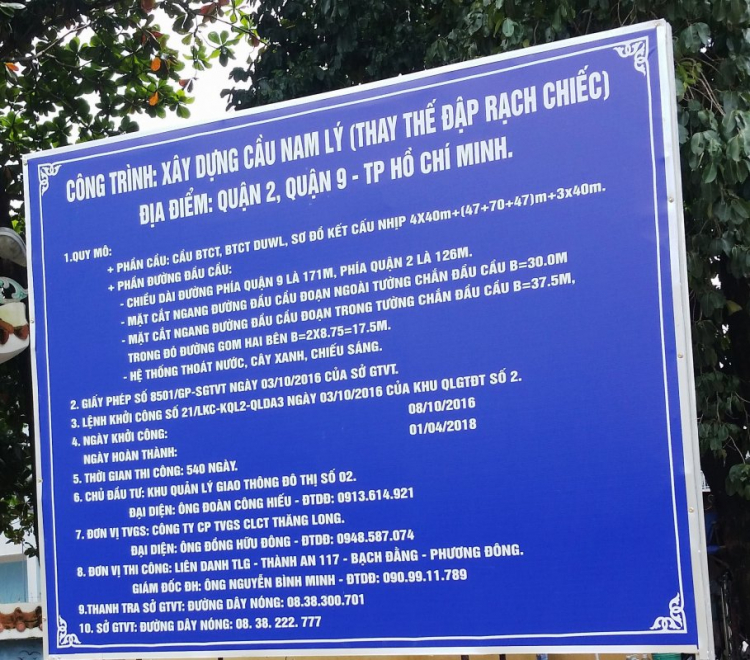 CÔNG TRÌNH: XÂY DỰNG CẦU NAM LÝ (THAY THẾ ĐẬP RẠCH CHIẾC)
ĐỊA ĐIỂM: QUẬN 2, QUẬN 9 - TP HỒ CHÍ MINH.
1.QUY MÔ:
+ PHẦN CẦU: CẦU BTCT, BTCT DUWL, SƠ ĐỒ KẾT CẤU NHỊP 4X40m+(47+70+47)m+3x40m.
+ PHẦN ĐƯỜNG ĐẦU CẦU:
- CHIỀU DÀI ĐƯỜNG PHÍA QUẬN 9 LÀ 171M, PHÍA QUẬN 2 LÀ 126M.
- MẶT CẮT NGANG ĐƯỜNG ĐẦU CẦU ĐOẠN NGOÀI TƯỜNG CHẮN ĐẦU CẦU B=30.0M
- MẶT CẮT NGANG ĐƯỜNG ĐẦU CẦU ĐOẠN TRONG TƯỜNG CHẮN ĐẦU CẦU B=37.5M,
TRONG ĐÓ ĐƯỜNG GOM HAI BÊN B=2X8.75=17.5M.
- HỆ THỐNG THOÁT NƯỚC, CÂY XANH, CHIẾU SÁNG.
2. GIẤY PHÉP SỐ 8501/GP-SGTVT NGÀY 03/10/2016 CỦA SỞ GTVT.
3. LỆNH KHỞI CÔNG SỐ 21/LKC-KQL2-QLDA3 NGÀY 03/10/2016 CỦA KHU QLGTĐT SỐ 2.
4. NGÀY KHỞI CÔNG: 08/10/2016
NGÀY HOÀN THÀNH: 01/04/2018
5. THỜI GIAN THI CÔNG: 540 NGÀY.
6. CHỦ ĐẦU TƯ: KHU QUẢN LÝ GIAO THÔNG ĐÔ THỊ SỐ 02.
ĐẠI DIỆN: ÔNG ĐOÀN CÔNG HIẾU - ĐTDĐ: 0913.614.921
7. ĐƠN VỊ TVGS: CÔNG TY CP TVGS CLCT THĂNG LONG.
ĐẠI DIỆN: ÔNG ĐỒNG HỮU ĐÔNG - ĐTDĐ: 0948.587.074
8. ĐƠN VỊ THI CÔNG: LIÊN DANH TLG - THÀNH AN 117 - BẠCH ĐẰNG - PHƯƠNG ĐÔNG.
GIÁM ĐỐC ĐH: ÔNG NGUYỄN BÌNH MINH - ĐTDĐ: 090.99.11.789
9.THANH TRA SỞ GTVT: ĐƯỜNG DÂY NÓNG: 08.38.300.701
10. SỞ GTVT: ĐƯỜNG DÂY NÓNG: 08. 38. 222. 777